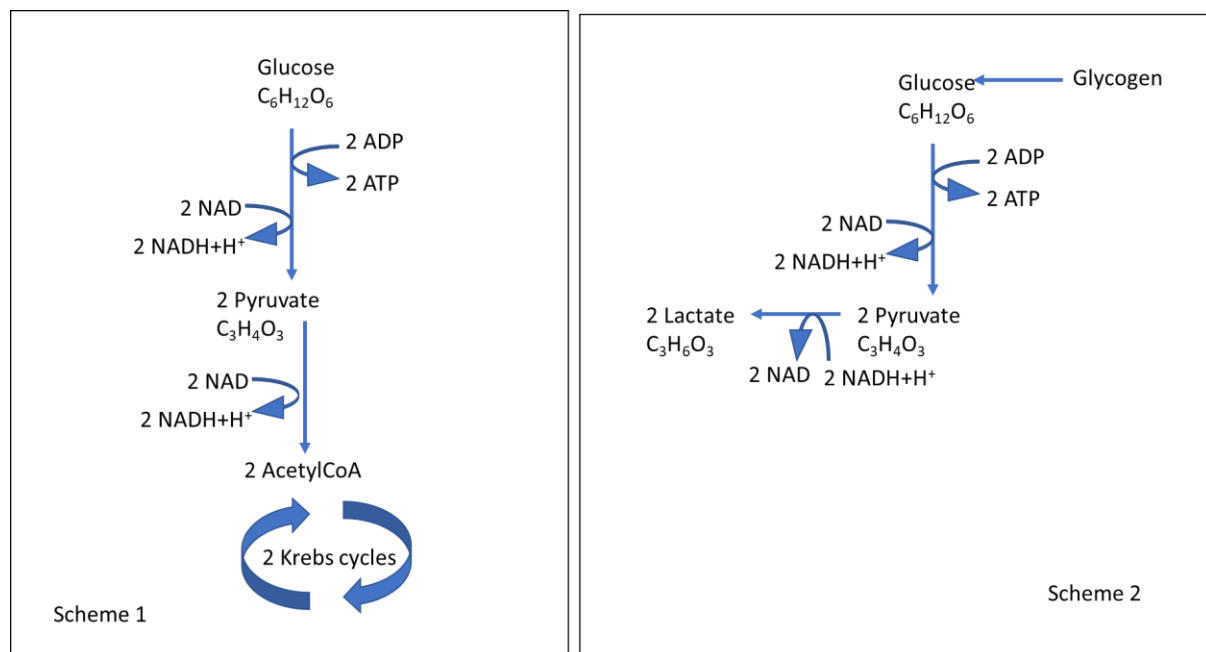 Glucose
C₆H₁₂O₆
2 ADP
2 ATP
2 NAD
2 NADH+H⁺
2 Pyruvate
C₃H₄O₃
2 NAD
2 NADH+H⁺
2 AcetylCoA
2 Krebs cycles
Scheme 1
Glucose
C₆H₁₂O₆
Glycogen
2 ADP
2 ATP
2 NAD
2 NADH+H⁺
2 Lactate
C₃H₆O₃
2 Pyruvate
C₃H₄O₃
2 NAD
2 NADH+H⁺
Scheme 2